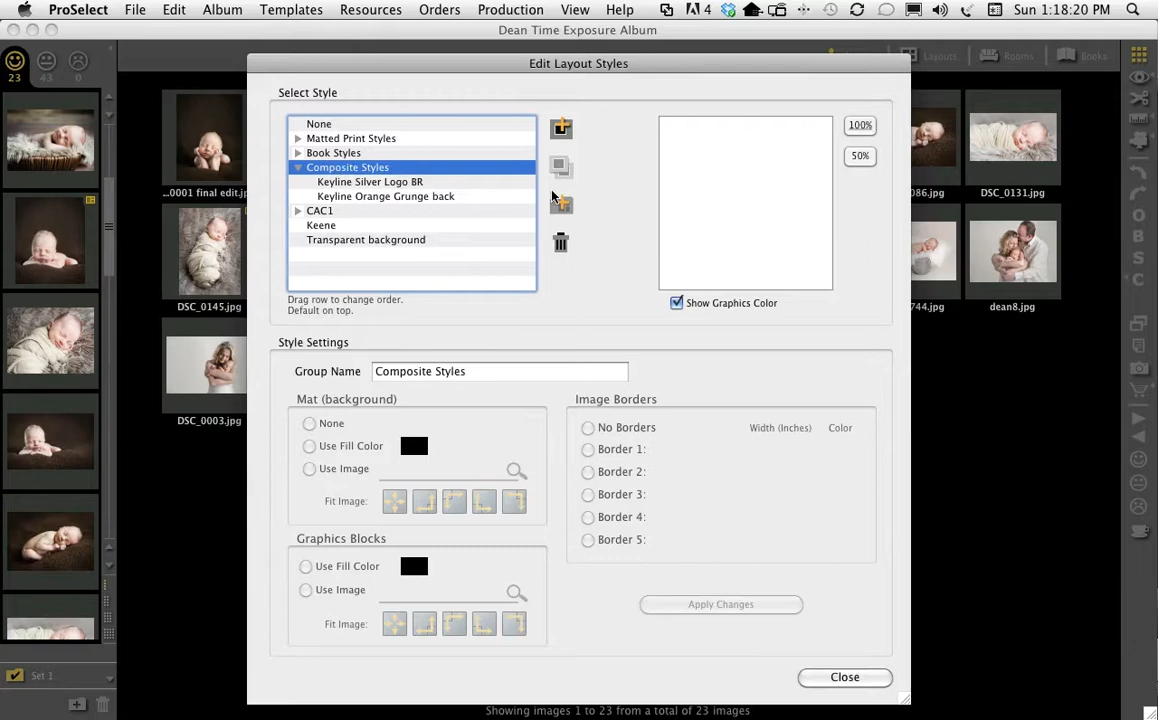 ProSelect File Edit Album Templates Resources Orders Production View Help 4 Sun 1:18:20 PM
Dean Time Exposure Album
Layouts Rooms Books
23 43 0
Edit Layout Styles
Select Style
None
Matted Print Styles
Book Styles
Composite Styles
Keyline Silver Logo BR
Keyline Orange Grunge back
CAC1
Keene
Transparent background
Drag row to change order.
Default on top.
100%
50%
Show Graphics Color
...0001 final edit.jpg
DSC_0145.jpg
DSC_0003.jpg
086.jpg
DSC_0131.jpg
744.jpg
dean8.jpg
Style Settings
Group Name Composite Styles
Mat (background)
None
Use Fill Color
Use Image
Fit Image:
Graphics Blocks
Use Fill Color
Use Image
Fit Image:
Image Borders
No Borders Width (Inches) Color
Border 1:
Border 2:
Border 3:
Border 4:
Border 5:
Apply Changes
Close
Set 1
Showing images 1 to 23 from a total of 23 images
O
B
S
C